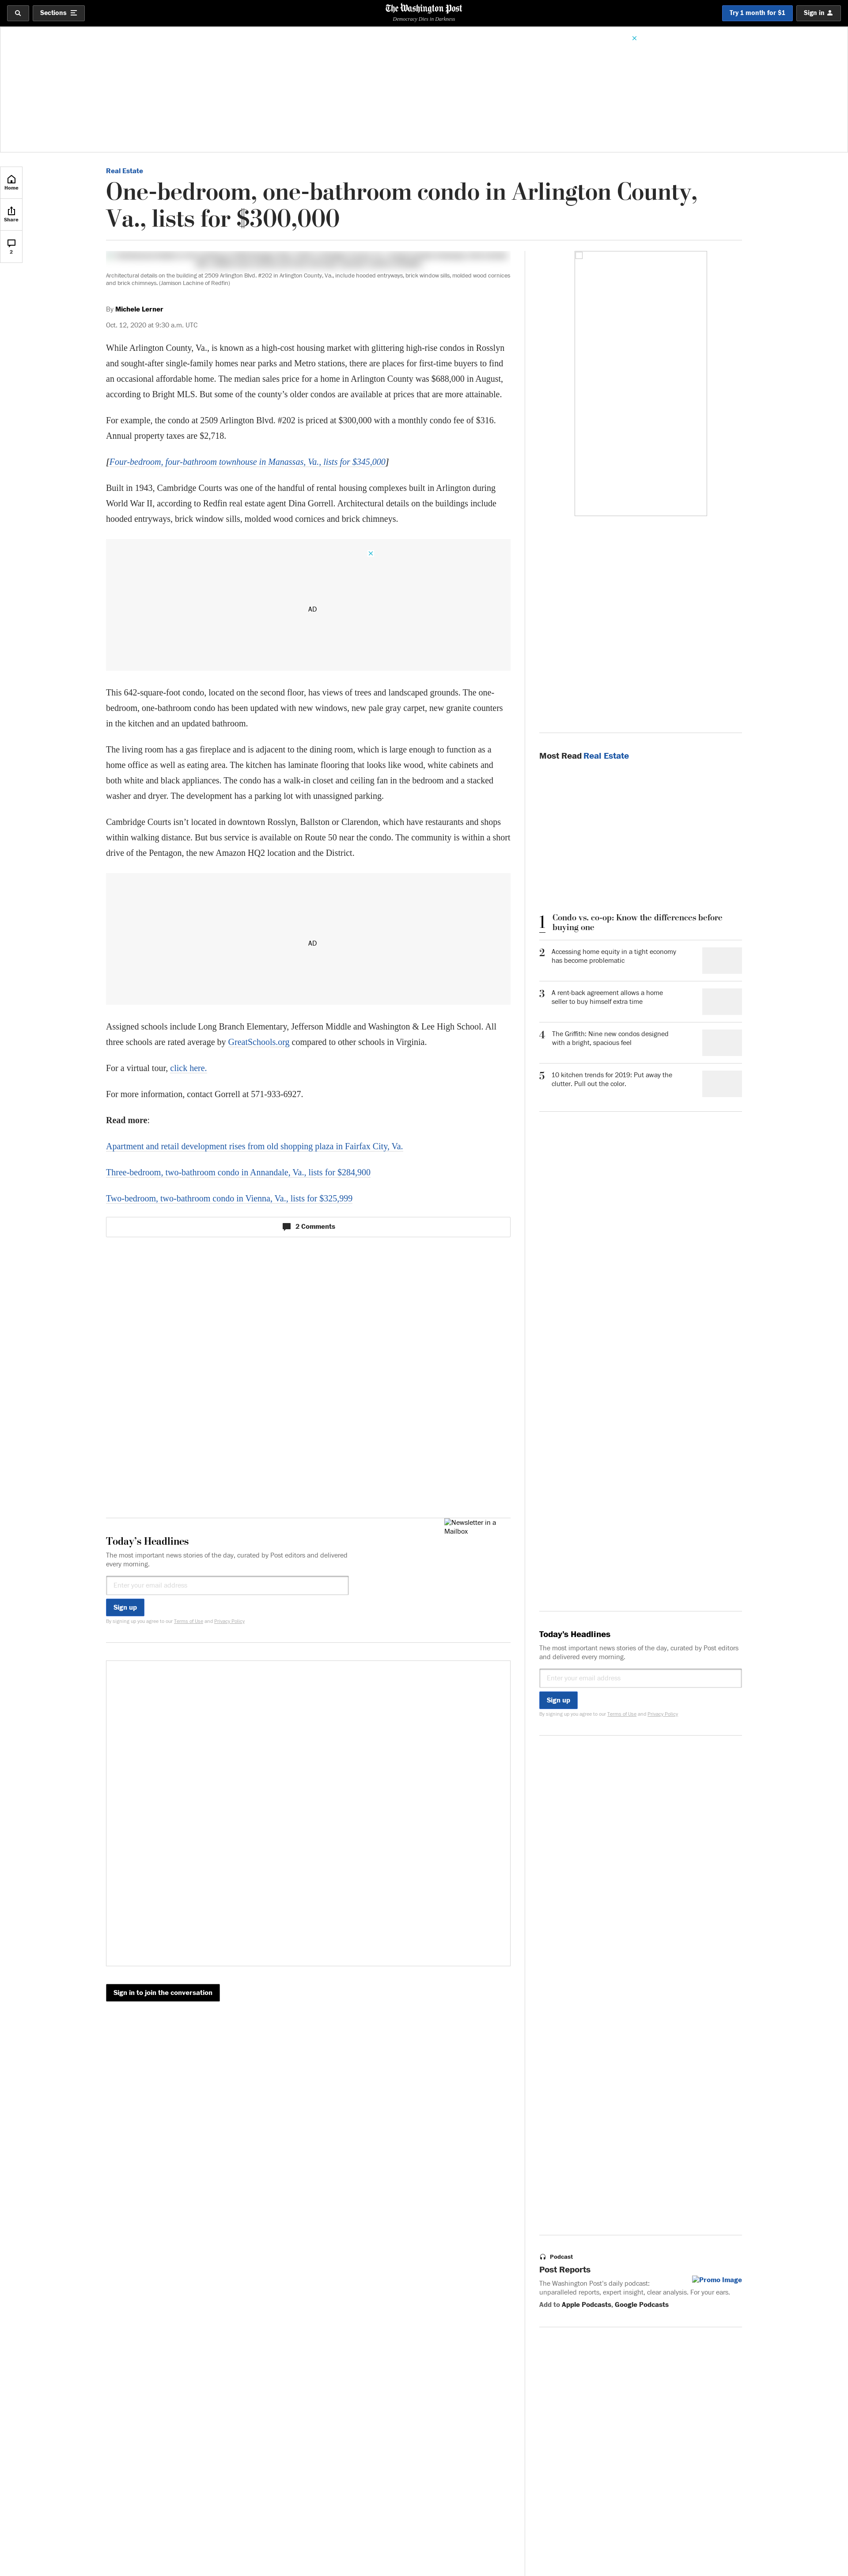 Sections
The Washington Post
Democracy Dies in Darkness
Try 1 month for $1
Sign in
Home
Share
2
Real Estate
One-bedroom, one-bathroom condo in Arlington County,
Va., lists for $300,000
Architectural details on the building at 2509 Arlington Blvd. #202 in Arlington County, Va., include hooded entryways, brick window sills, molded wood cornices
and brick chimneys. (Jamison Lachine of Redfin)
By Michele Lerner
Oct. 12, 2020 at 9:30 a.m. UTC
While Arlington County, Va., is known as a high-cost housing market with glittering high-rise condos in Rosslyn
and sought-after single-family homes near parks and Metro stations, there are places for first-time buyers to find
an occasional affordable home. The median sales price for a home in Arlington County was $688,000 in August,
according to Bright MLS. But some of the county’s older condos are available at prices that are more attainable.
For example, the condo at 2509 Arlington Blvd. #202 is priced at $300,000 with a monthly condo fee of $316.
Annual property taxes are $2,718.
[Four-bedroom, four-bathroom townhouse in Manassas, Va., lists for $345,000]
Built in 1943, Cambridge Courts was one of the handful of rental housing complexes built in Arlington during
World War II, according to Redfin real estate agent Dina Gorrell. Architectural details on the buildings include
hooded entryways, brick window sills, molded wood cornices and brick chimneys.
AD
This 642-square-foot condo, located on the second floor, has views of trees and landscaped grounds. The one-
bedroom, one-bathroom condo has been updated with new windows, new pale gray carpet, new granite counters
in the kitchen and an updated bathroom.
The living room has a gas fireplace and is adjacent to the dining room, which is large enough to function as a
home office as well as eating area. The kitchen has laminate flooring that looks like wood, white cabinets and
both white and black appliances. The condo has a walk-in closet and ceiling fan in the bedroom and a stacked
washer and dryer. The development has a parking lot with unassigned parking.
Cambridge Courts isn’t located in downtown Rosslyn, Ballston or Clarendon, which have restaurants and shops
within walking distance. But bus service is available on Route 50 near the condo. The community is within a short
drive of the Pentagon, the new Amazon HQ2 location and the District.
AD
Assigned schools include Long Branch Elementary, Jefferson Middle and Washington & Lee High School. All
three schools are rated average by GreatSchools.org compared to other schools in Virginia.
For a virtual tour, click here.
For more information, contact Gorrell at 571-933-6927.
Read more:
Apartment and retail development rises from old shopping plaza in Fairfax City, Va.
Three-bedroom, two-bathroom condo in Annandale, Va., lists for $284,900
Two-bedroom, two-bathroom condo in Vienna, Va., lists for $325,999
2 Comments
Newsletter in a
Mailbox
Today’s Headlines
The most important news stories of the day, curated by Post editors and delivered
every morning.
Enter your email address
Sign up
By signing up you agree to our Terms of Use and Privacy Policy
Sign in to join the conversation
Most Read Real Estate
1 Condo vs. co-op: Know the differences before
buying one
2 Accessing home equity in a tight economy
has become problematic
3 A rent-back agreement allows a home
seller to buy himself extra time
4 The Griffith: Nine new condos designed
with a bright, spacious feel
5 10 kitchen trends for 2019: Put away the
clutter. Pull out the color.
Today’s Headlines
The most important news stories of the day, curated by Post editors
and delivered every morning.
Enter your email address
Sign up
By signing up you agree to our Terms of Use and Privacy Policy
Podcast
Post Reports
Promo Image
The Washington Post's daily podcast:
unparalleled reports, expert insight, clear analysis. For your ears.
Add to Apple Podcasts, Google Podcasts